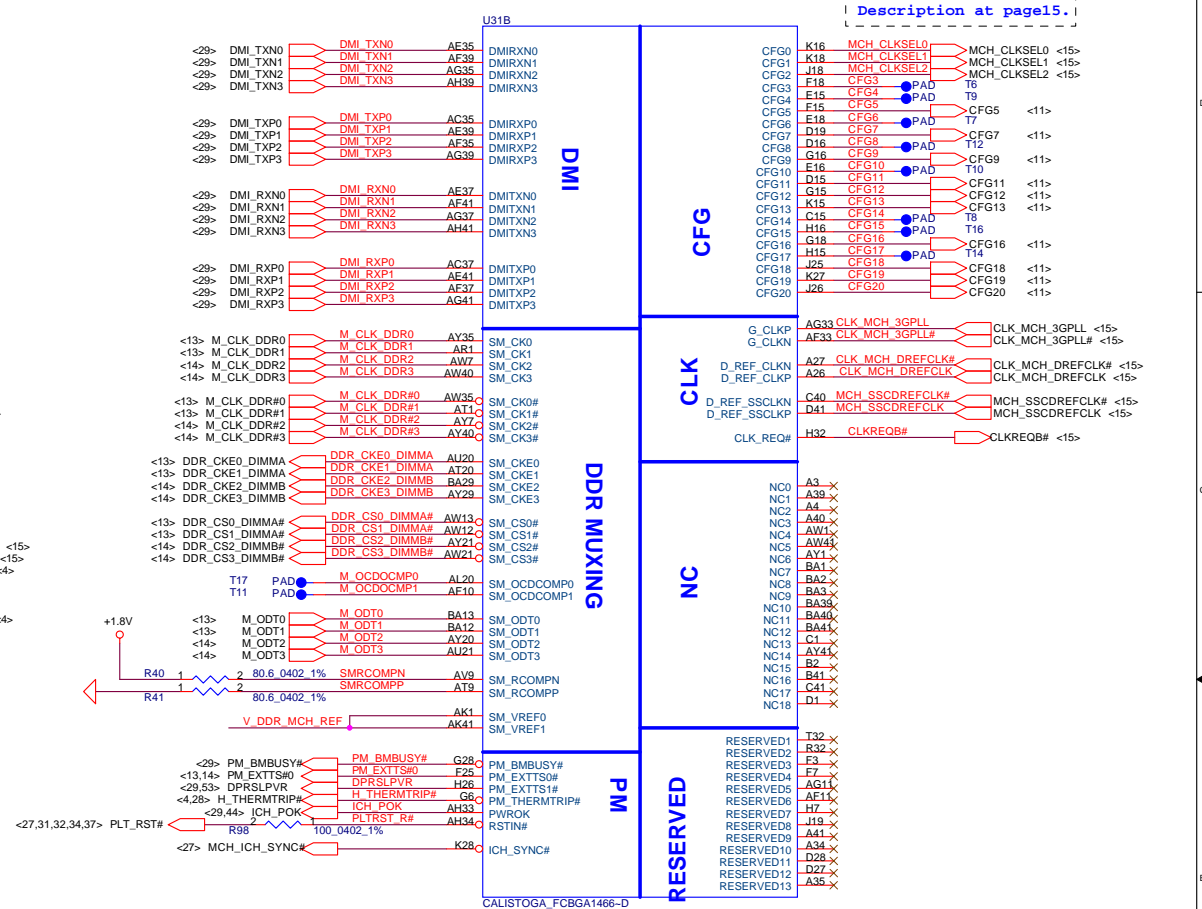 Description at page15.
U31B
<29> DMI_TXN0 DMI_TXN0 AE35 DMIRXN0
<29> DMI_TXN1 DMI_TXN1 AF39 DMIRXN1
<29> DMI_TXN2 DMI_TXN2 AG35 DMIRXN2
<29> DMI_TXN3 DMI_TXN3 AH39 DMIRXN3
<29> DMI_TXP0 DMI_TXP0 AC35 DMIRXP0
<29> DMI_TXP1 DMI_TXP1 AE39 DMIRXP1
<29> DMI_TXP2 DMI_TXP2 AF35 DMIRXP2
<29> DMI_TXP3 DMI_TXP3 AG39 DMIRXP3
<29> DMI_RXN0 DMI_RXN0 AE37 DMITXN0
<29> DMI_RXN1 DMI_RXN1 AF41 DMITXN1
<29> DMI_RXN2 DMI_RXN2 AG37 DMITXN2
<29> DMI_RXN3 DMI_RXN3 AH41 DMITXN3
<29> DMI_RXP0 DMI_RXP0 AC37 DMITXP0
<29> DMI_RXP1 DMI_RXP1 AE41 DMITXP1
<29> DMI_RXP2 DMI_RXP2 AF37 DMITXP2
<29> DMI_RXP3 DMI_RXP3 AG41 DMITXP3
DMI
<13> M_CLK_DDR0 M_CLK_DDR0 AY35 SM_CK0
<13> M_CLK_DDR1 M_CLK_DDR1 AR1 SM_CK1
<14> M_CLK_DDR2 M_CLK_DDR2 AW7 SM_CK2
<14> M_CLK_DDR3 M_CLK_DDR3 AW40 SM_CK3
<13> M_CLK_DDR#0 M_CLK_DDR#0 AW35 SM_CK0#
<13> M_CLK_DDR#1 M_CLK_DDR#1 AT1 SM_CK1#
<14> M_CLK_DDR#2 M_CLK_DDR#2 AY7 SM_CK2#
<14> M_CLK_DDR#3 M_CLK_DDR#3 AY40 SM_CK3#
<13> DDR_CKE0_DIMMA DDR_CKE0_DIMMA AU20 SM_CKE0
<13> DDR_CKE1_DIMMA DDR_CKE1_DIMMA AT20 SM_CKE1
<14> DDR_CKE2_DIMMB DDR_CKE2_DIMMB BA29 SM_CKE2
<14> DDR_CKE3_DIMMB DDR_CKE3_DIMMB AY29 SM_CKE3
<13> DDR_CS0_DIMMA# DDR_CS0_DIMMA# AW13 SM_CS0#
<13> DDR_CS1_DIMMA# DDR_CS1_DIMMA# AW12 SM_CS1#
<14> DDR_CS2_DIMMB# DDR_CS2_DIMMB# AY21 SM_CS2#
<14> DDR_CS3_DIMMB# DDR_CS3_DIMMB# AW21 SM_CS3#
<15>
<15>
T17 PAD M_OCDOCMP0 AL20 SM_OCDCOMP0
T11 PAD M_OCDOCMP1 AF10 SM_OCDCOMP1
<13> M_ODT0 M_ODT0 BA13 SM_ODT0
<13> M_ODT1 M_ODT1 BA12 SM_ODT1
<14> M_ODT2 M_ODT2 AY20 SM_ODT2
<14> M_ODT3 M_ODT3 AU21 SM_ODT3
+1.8V
R40 1 2 80.6_0402_1% SMRCOMPN AV9 SM_RCOMPN
R41 1 2 80.6_0402_1% SMRCOMPP AT9 SM_RCOMPP
V_DDR_MCH_REF AK1 SM_VREF0
AK41 SM_VREF1
DDR MUXING
<29> PM_BMBUSY# PM_BMBUSY# G28 PM_BMBUSY#
<13,14> PM_EXTTS#0 PM_EXTTS#0 F25 PM_EXTTS0#
<29,53> DPRSLPVR DPRSLPVR H26 PM_EXTTS1#
<4,28> H_THERMTRIP# H_THERMTRIP# G6 PM_THERMTRIP#
<29,44> ICH_POK ICH_POK AH33 PWROK
<27,31,32,34,37> PLT_RST# 2 1 R98 100_0402_1% PLTRST_R# AH34 RSTIN#
<27> MCH_ICH_SYNC# K28 ICH_SYNC#
PM
CFG0 K16 MCH_CLKSEL0 MCH_CLKSEL0 <15>
CFG1 K18 MCH_CLKSEL1 MCH_CLKSEL1 <15>
CFG2 J18 MCH_CLKSEL2 MCH_CLKSEL2 <15>
CFG3 F18 CFG3 PAD T6
CFG4 E15 CFG4 PAD T9
CFG5 F15 CFG5 CFG5 <11>
CFG6 E18 CFG6 PAD T7
CFG7 D19 CFG7 CFG7 <11>
CFG8 D16 CFG8 PAD T12
CFG9 G16 CFG9 CFG9 <11>
CFG10 E16 CFG10 PAD T10
CFG11 D15 CFG11 CFG11 <11>
CFG12 G15 CFG12 CFG12 <11>
CFG13 K15 CFG13 CFG13 <11>
CFG14 C15 CFG14 PAD T8
CFG15 H16 CFG15 PAD T16
CFG16 G18 CFG16 CFG16 <11>
CFG17 H15 CFG17 PAD T14
CFG18 J25 CFG18 CFG18 <11>
CFG19 K27 CFG19 CFG19 <11>
CFG20 J26 CFG20 CFG20 <11>
CFG
G_CLKP AG33 CLK_MCH_3GPLL CLK_MCH_3GPLL <15>
G_CLKN AF33 CLK_MCH_3GPLL# <15>
D_REF_CLKN A27 CLK_MCH_DREFCLK# CLK_MCH_DREFCLK# <15>
D_REF_CLKP A26 CLK_MCH_DREFCLK CLK_MCH_DREFCLK <15>
D_REF_SSCLKN C40 MCH_SSCDREFCLK# MCH_SSCDREFCLK# <15>
D_REF_SSCLKP D41 MCH_SSCDREFCLK MCH_SSCDREFCLK <15>
CLK_REQ# H32 CLKREQB# CLKREQB# <15>
CLK
NC0 A3
NC1 A39
NC2 A4
NC3 A40
NC4 AW1
NC5 AW41
NC6 AY1
NC7 BA1
NC8 BA2
NC9 BA3
NC10 BA39
NC11 BA40
NC12 BA41
NC13 C1
NC14 AY41
NC15 B2
NC16 B41
NC17 C41
NC18 D1
NC
RESERVED1 T32
RESERVED2 R32
RESERVED3 F3
RESERVED4 F7
RESERVED5 AG11
RESERVED6 AF11
RESERVED7 H7
RESERVED8 J19
RESERVED9 A41
RESERVED10 A34
RESERVED11 D28
RESERVED12 D27
RESERVED13 A35
RESERVED
CALISTOGA_FCBGA1466~D